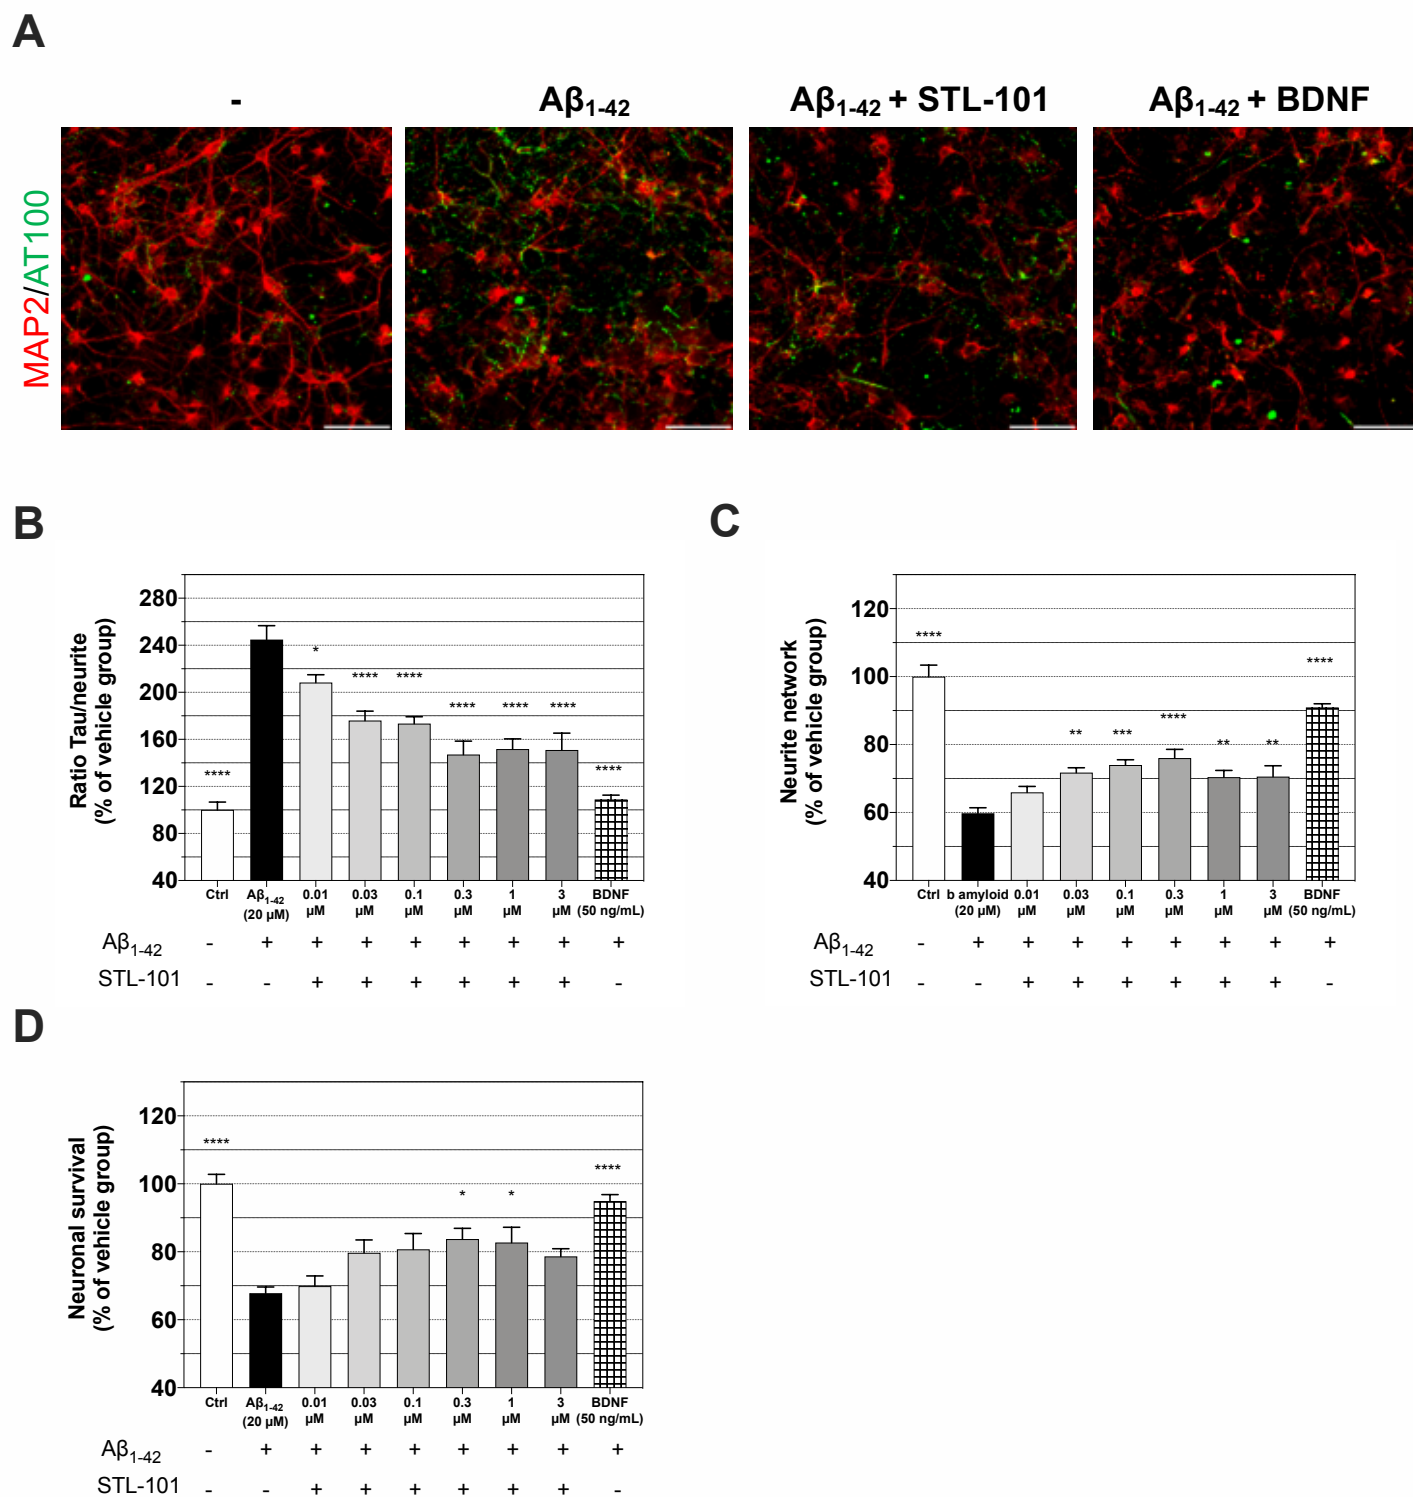 A
-
Aβ1-42
Aβ1-42 + STL-101
Aβ1-42 + BDNF
MAP2/AT100
B
Ratio Tau/neurite
(% of vehicle group)
280
240
200
160
120
80
40
****
*
****
****
****
****
****
****
Ctrl Aβ1-42 0.01 0.03 0.1 0.3 1 3 BDNF
(20 µM) µM µM µM µM µM µM (50 ng/mL)
Aβ1-42 - + + + + + + + +
STL-101 - - + + + + + + -
C
Neurite network
(% of vehicle group)
120
100
80
60
40
****
**
***
****
**
**
****
Ctrl b amyloid 0.01 0.03 0.1 0.3 1 3 BDNF
(20 µM) µM µM µM µM µM µM (50 ng/mL)
Aβ1-42 - + + + + + + + +
STL-101 - - + + + + + + -
D
Neuronal survival
(% of vehicle group)
120
100
80
60
40
****
*
*
****
Ctrl Aβ1-42 0.01 0.03 0.1 0.3 1 3 BDNF
(20 µM) µM µM µM µM µM µM (50 ng/mL)
Aβ1-42 - + + + + + + + +
STL-101 - - + + + + + + -